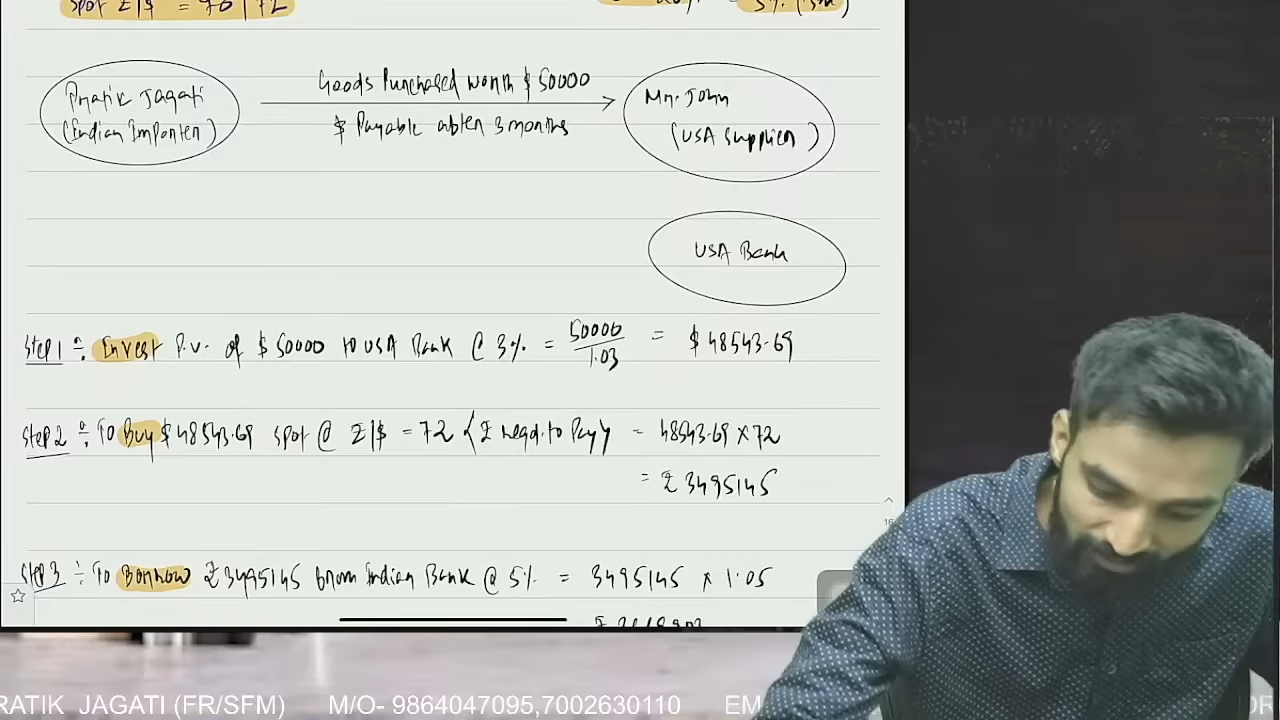 Spot ₹/$ = 70/72
Pratik Jagati
(Indian Importer)
Goods Purchased worth $ 50000
$ Payable after 3 months
Mr. John
(USA Supplier)
USA Bank
Step 1 ÷ Invest P.V. of $ 50000 to USA Bank @ 3% = 50000/1.03 = $ 48543.69
Step 2 ÷ To Buy $48543.69 spot @ ₹/$ = 72 {₹ reqd. to Pay} = 48543.69 × 72
= ₹ 3495145
Step 3 ÷ To Borrow ₹3495145 from Indian Bank @ 5% = 3495145 × 1.05
RATIK JAGATI (FR/SFM) M/O- 9864047095,7002630110 EM